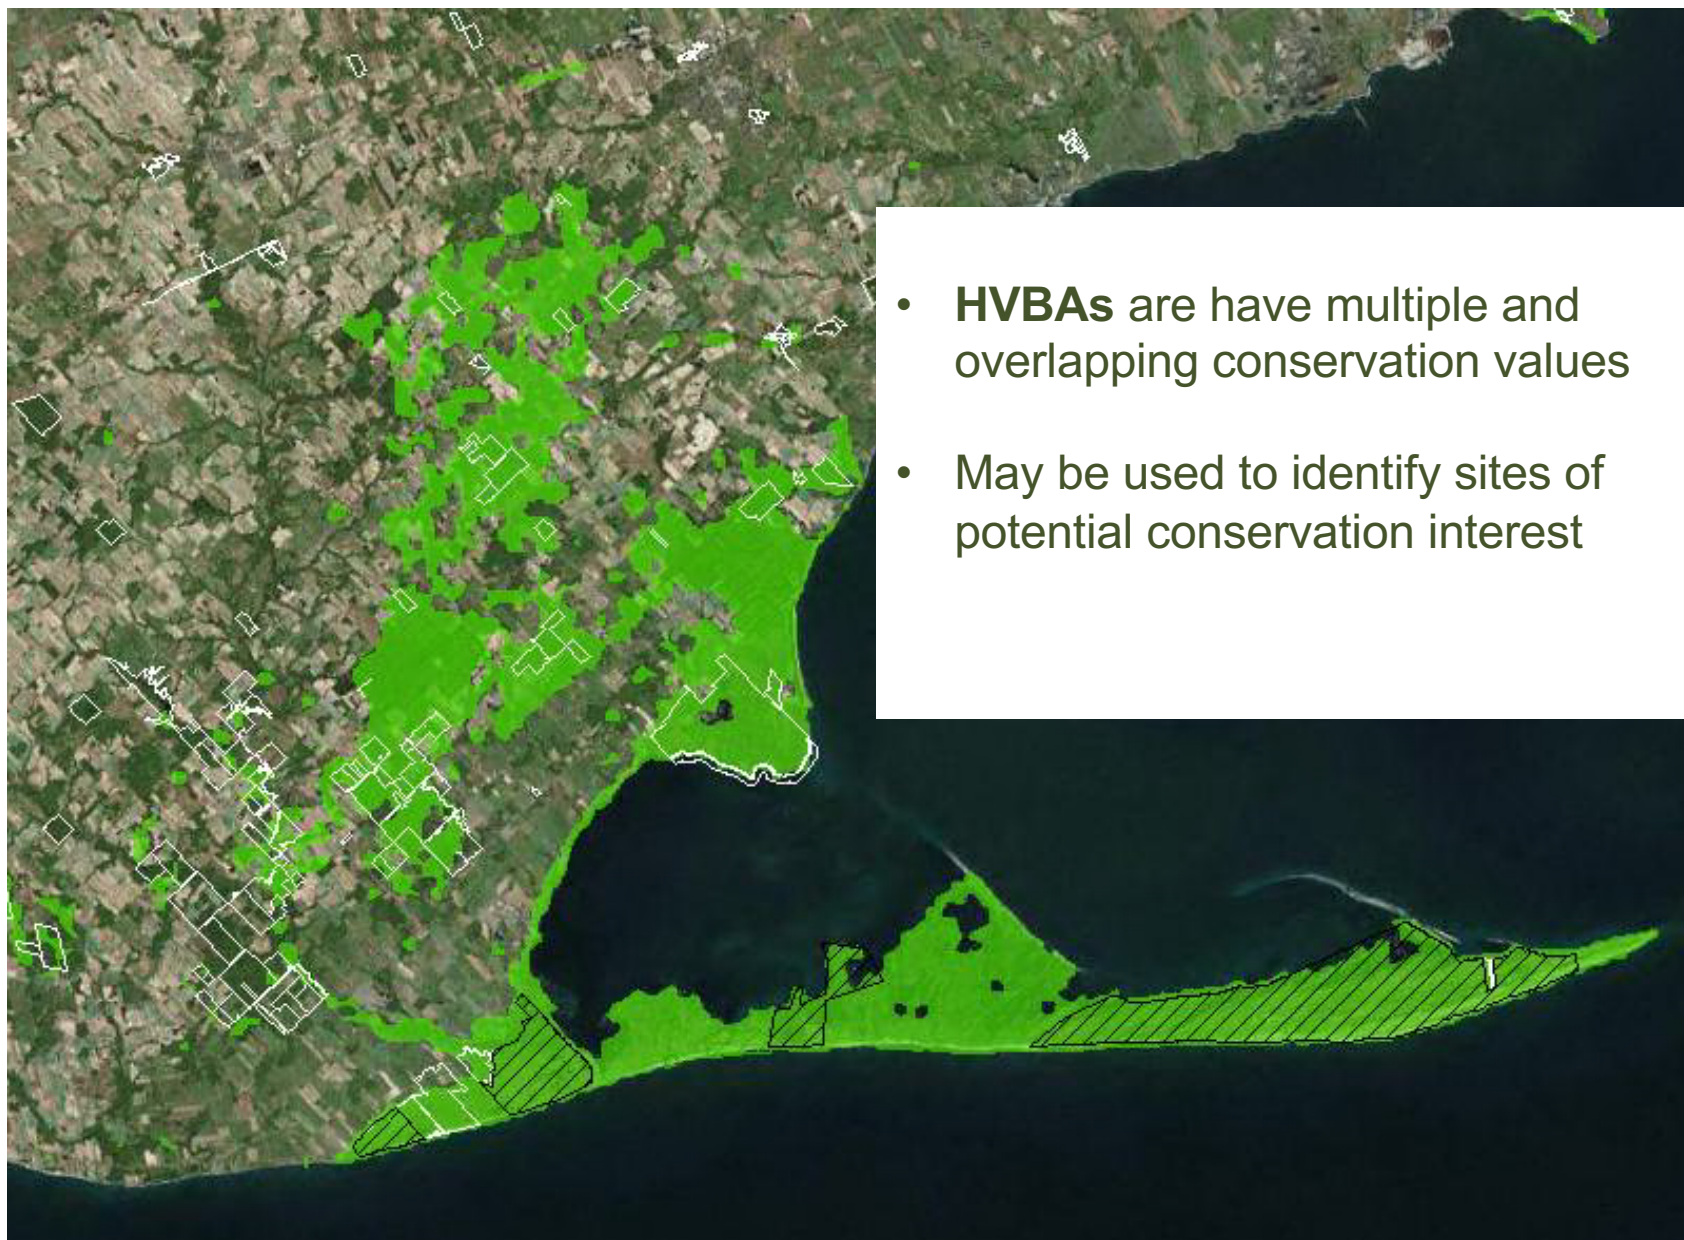 • HVBAs are have multiple and
overlapping conservation values
• May be used to identify sites of
potential conservation interest